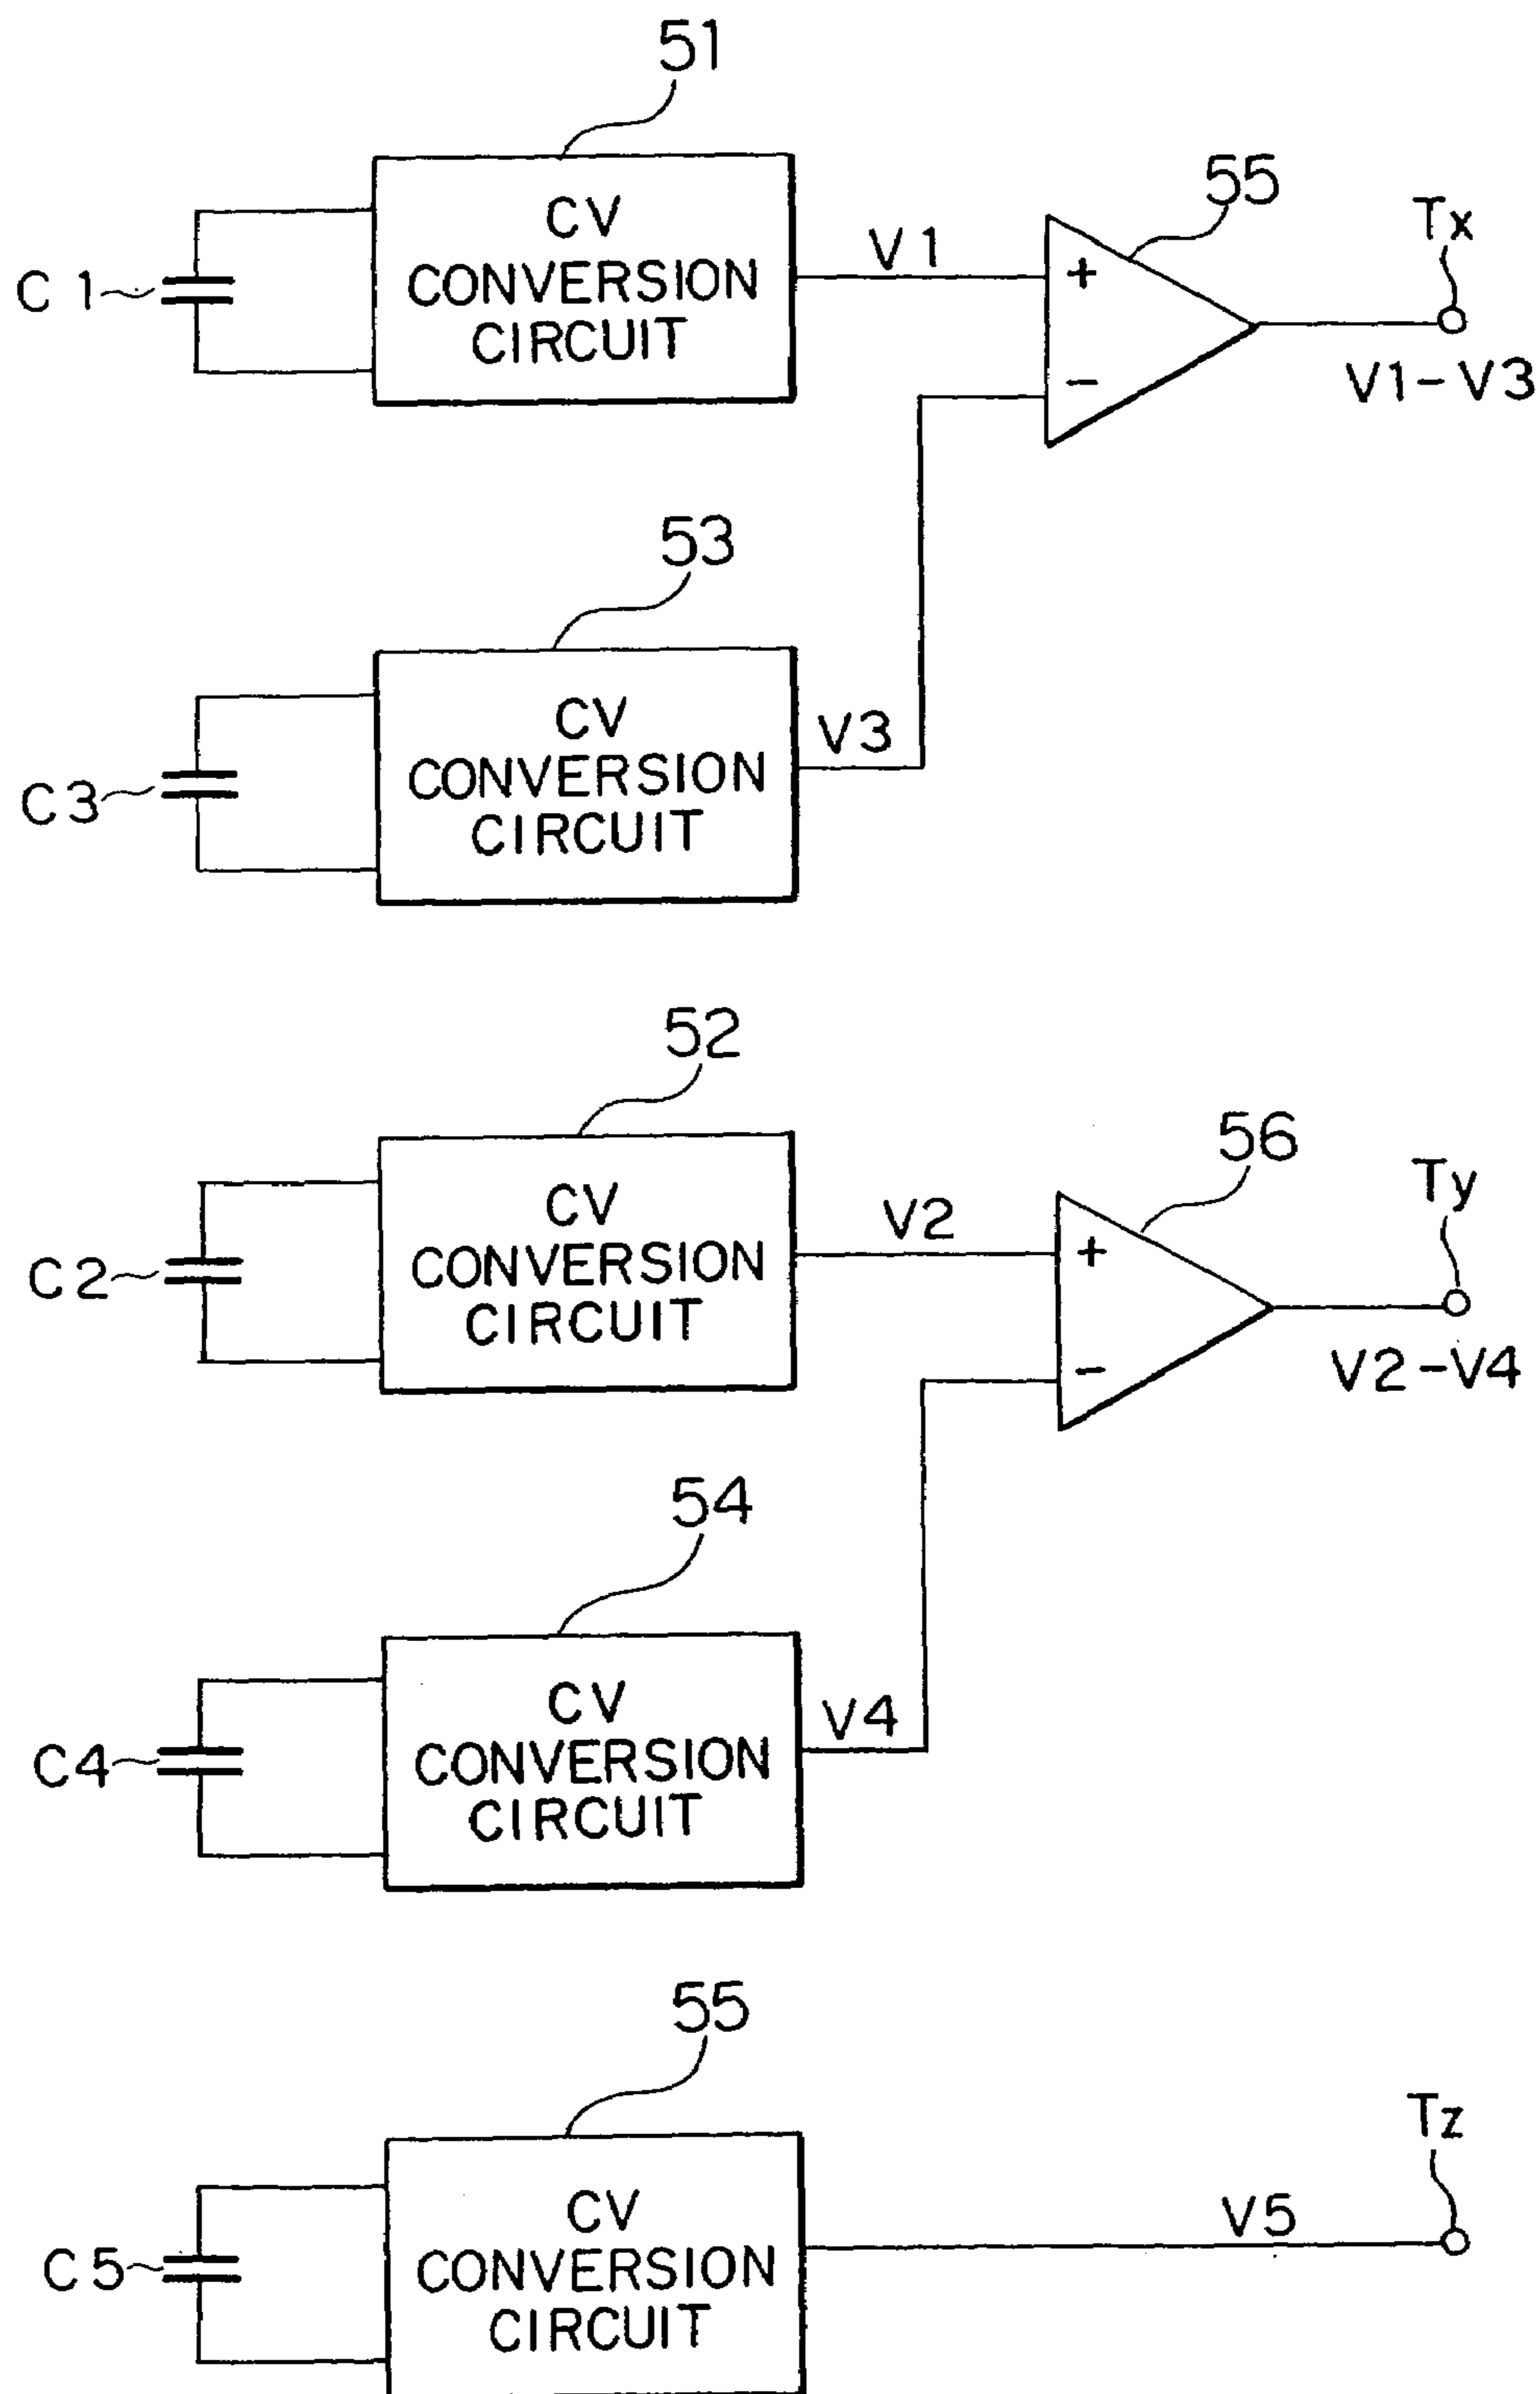 51
CV
CONVERSION
CIRCUIT
C1
V1
+
-
55
Tx
V1-V3
53
CV
CONVERSION
CIRCUIT
C3
V3
52
CV
CONVERSION
CIRCUIT
C2
V2
+
-
56
Ty
V2-V4
54
CV
CONVERSION
CIRCUIT
C4
V4
55
CV
CONVERSION
CIRCUIT
C5
V5
Tz